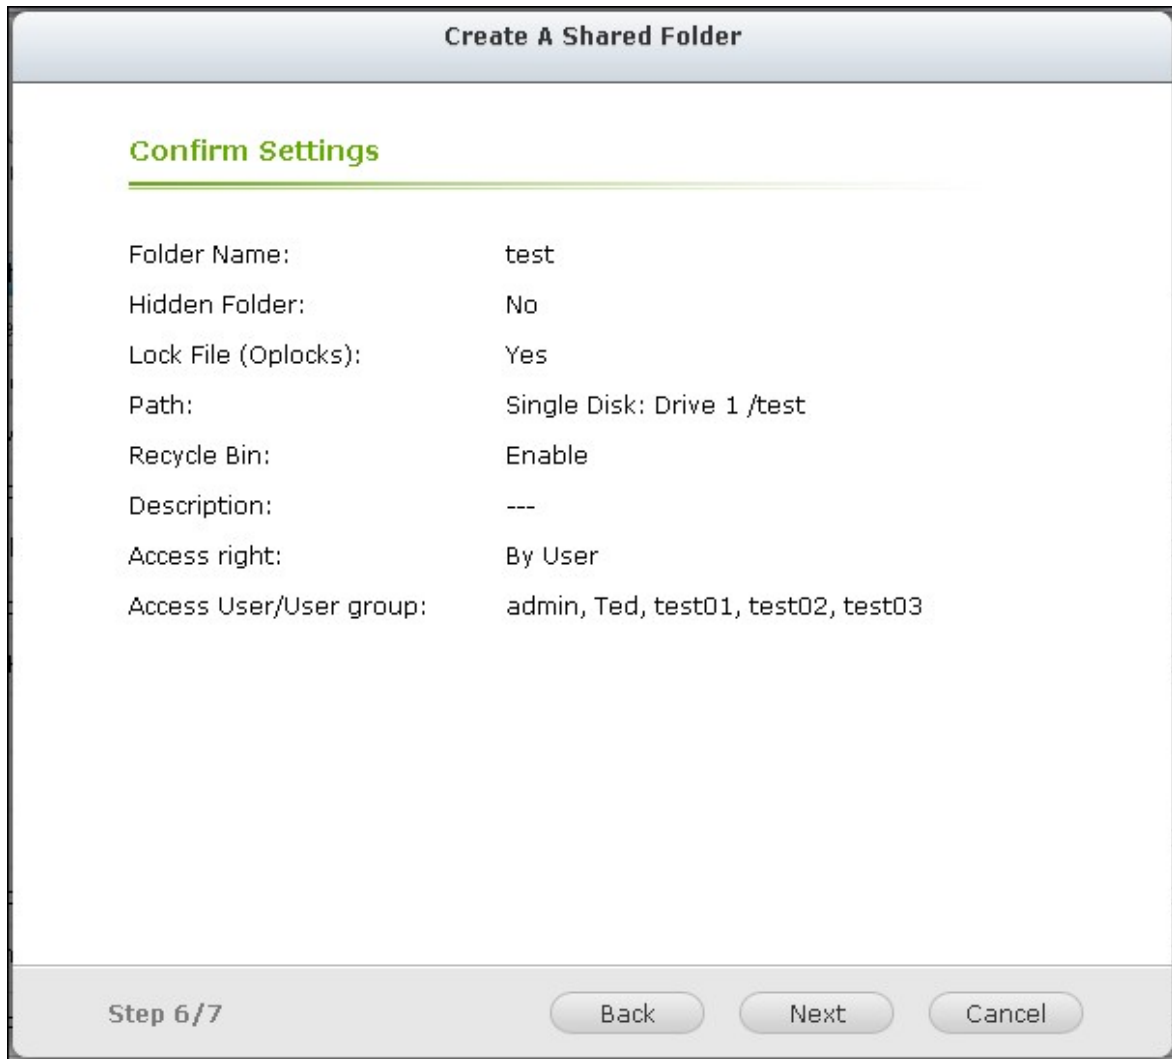 Create A Shared Folder
Confirm Settings
Folder Name: test
Hidden Folder: No
Lock File (Oplocks): Yes
Path: Single Disk: Drive 1 /test
Recycle Bin: Enable
Description: ---
Access right: By User
Access User/User group: admin, Ted, test01, test02, test03
Step 6/7 Back Next Cancel